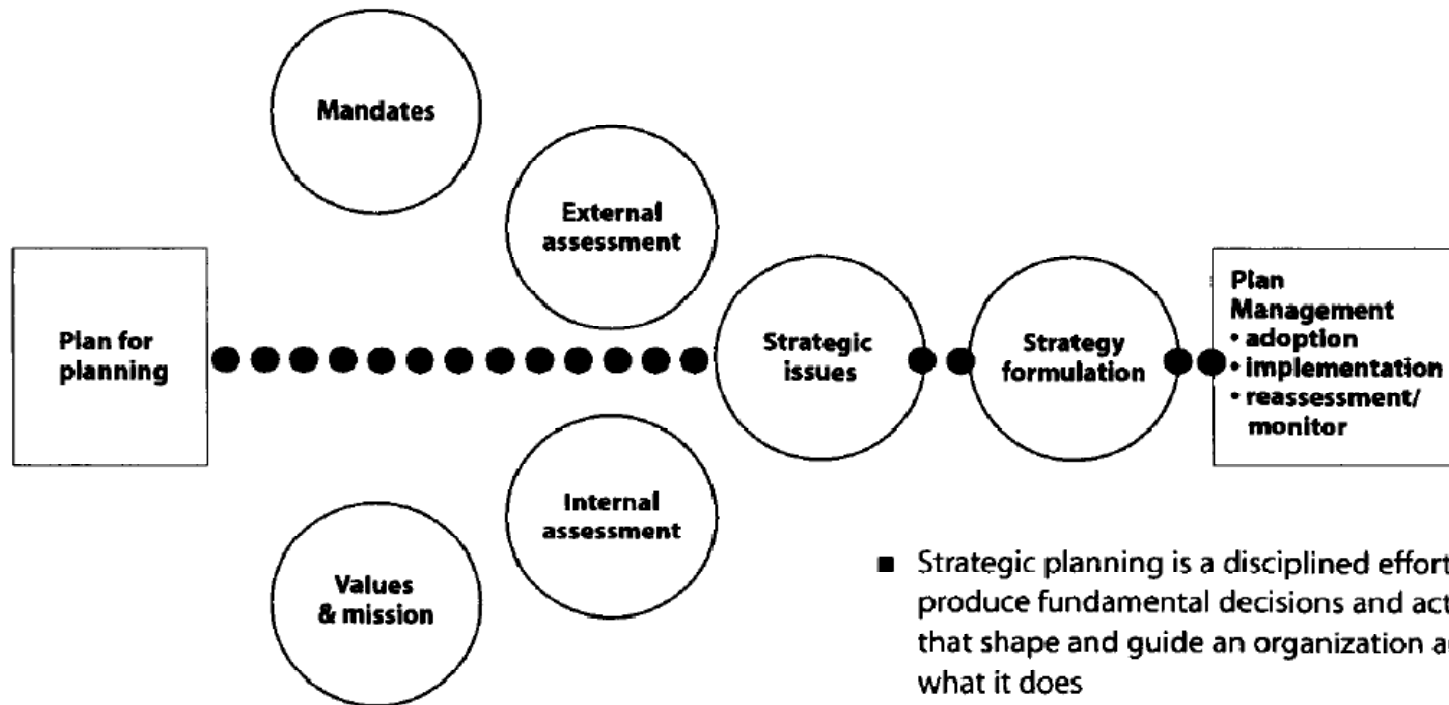 Mandates
External
assessment
Plan for
planning
Strategic
issues
Strategy
formulation
Plan
Management
• adoption
• implementation
• reassessment/
monitor
Internal
assessment
Values
& mission
■ Strategic planning is a disciplined effort
produce fundamental decisions and
that shape and guide an organization
what it does